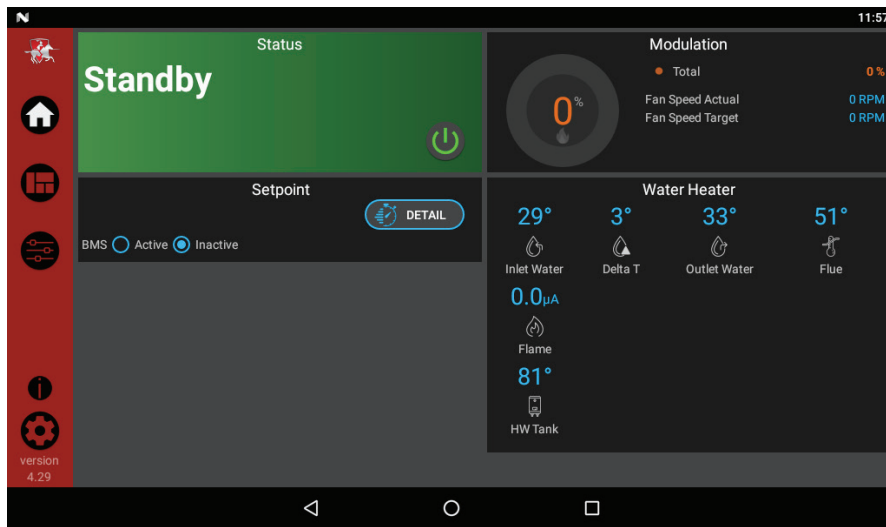 11:57
Status
Standby
Modulation
0%
Total 0 %
Fan Speed Actual 0 RPM
Fan Speed Target 0 RPM
Setpoint
DETAIL
BMS Active Inactive
Water Heater
29° 3° 33° 51°
Inlet Water Delta T Outlet Water Flue
0.0µA
Flame
81°
HW Tank
version
4.29